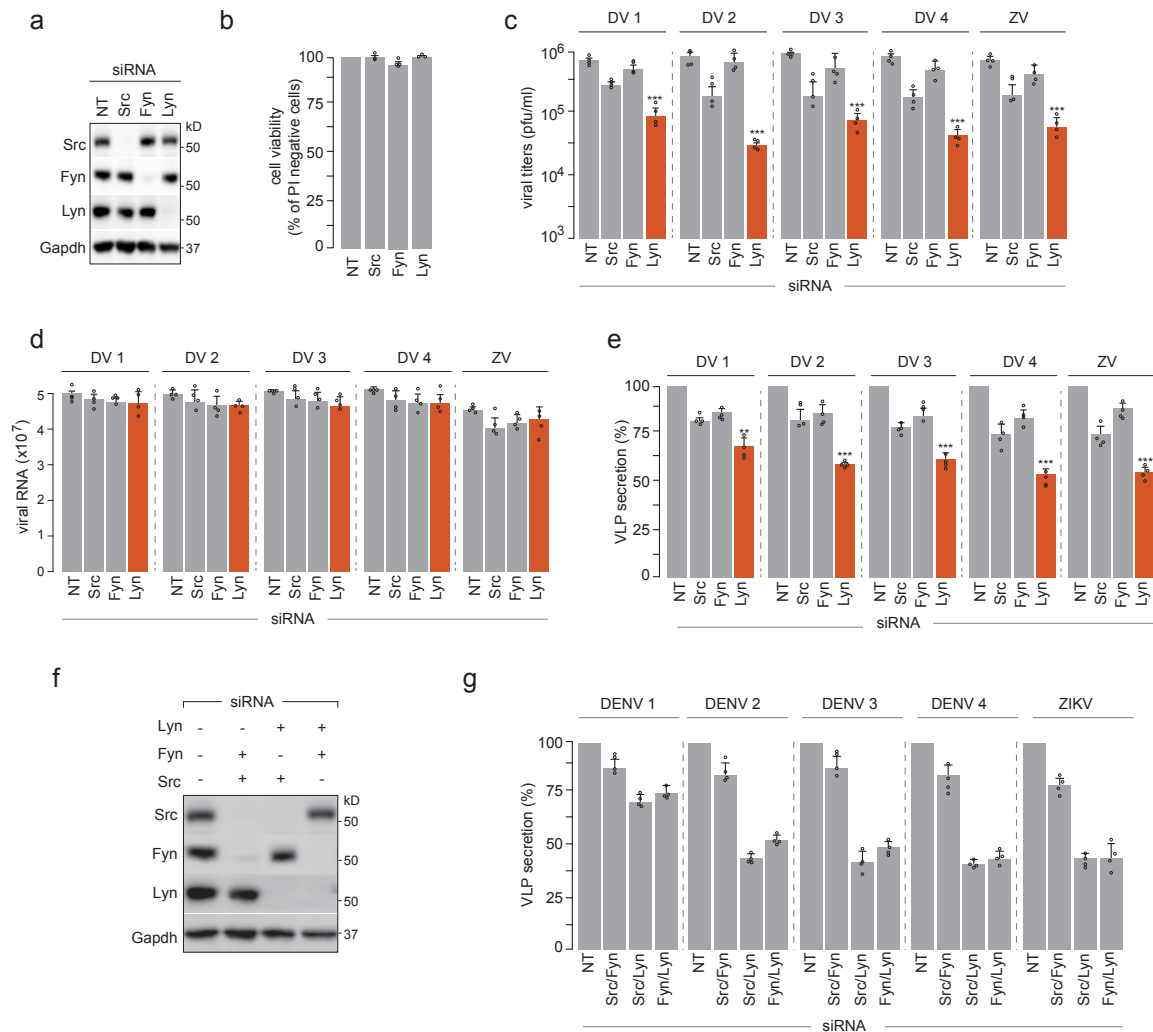 a
siRNA
NT Src Fyn Lyn
kD
Src
50
Fyn
50
Lyn
50
Gapdh
37
b
cell viability
(% of PI negative cells)
100
75
50
25
0
NT Src Fyn Lyn
c
DV 1 DV 2 DV 3 DV 4 ZV
viral titers (pfu/ml)
10⁶
10⁵
10⁴
10³
*** *** *** *** ***
NT Src Fyn Lyn NT Src Fyn Lyn NT Src Fyn Lyn NT Src Fyn Lyn NT Src Fyn Lyn
siRNA
d
DV 1 DV 2 DV 3 DV 4 ZV
viral RNA (x10⁷)
5
4
2
1
0
NT Src Fyn Lyn NT Src Fyn Lyn NT Src Fyn Lyn NT Src Fyn Lyn NT Src Fyn Lyn
siRNA
e
DV 1 DV 2 DV 3 DV 4 ZV
VLP secretion (%)
100
75
50
25
0
** *** *** *** ***
NT Src Fyn Lyn NT Src Fyn Lyn NT Src Fyn Lyn NT Src Fyn Lyn NT Src Fyn Lyn
siRNA
f
siRNA
Lyn - - + +
Fyn - + - +
Src - + + -
kD
Src
50
Fyn
50
Lyn
50
Gapdh
37
g
DENV 1 DENV 2 DENV 3 DENV 4 ZIKV
VLP secretion (%)
100
75
50
25
0
NT Src/Fyn Src/Lyn Fyn/Lyn NT Src/Fyn Src/Lyn Fyn/Lyn NT Src/Fyn Src/Lyn Fyn/Lyn NT Src/Fyn Src/Lyn Fyn/Lyn NT Src/Fyn Src/Lyn Fyn/Lyn
siRNA